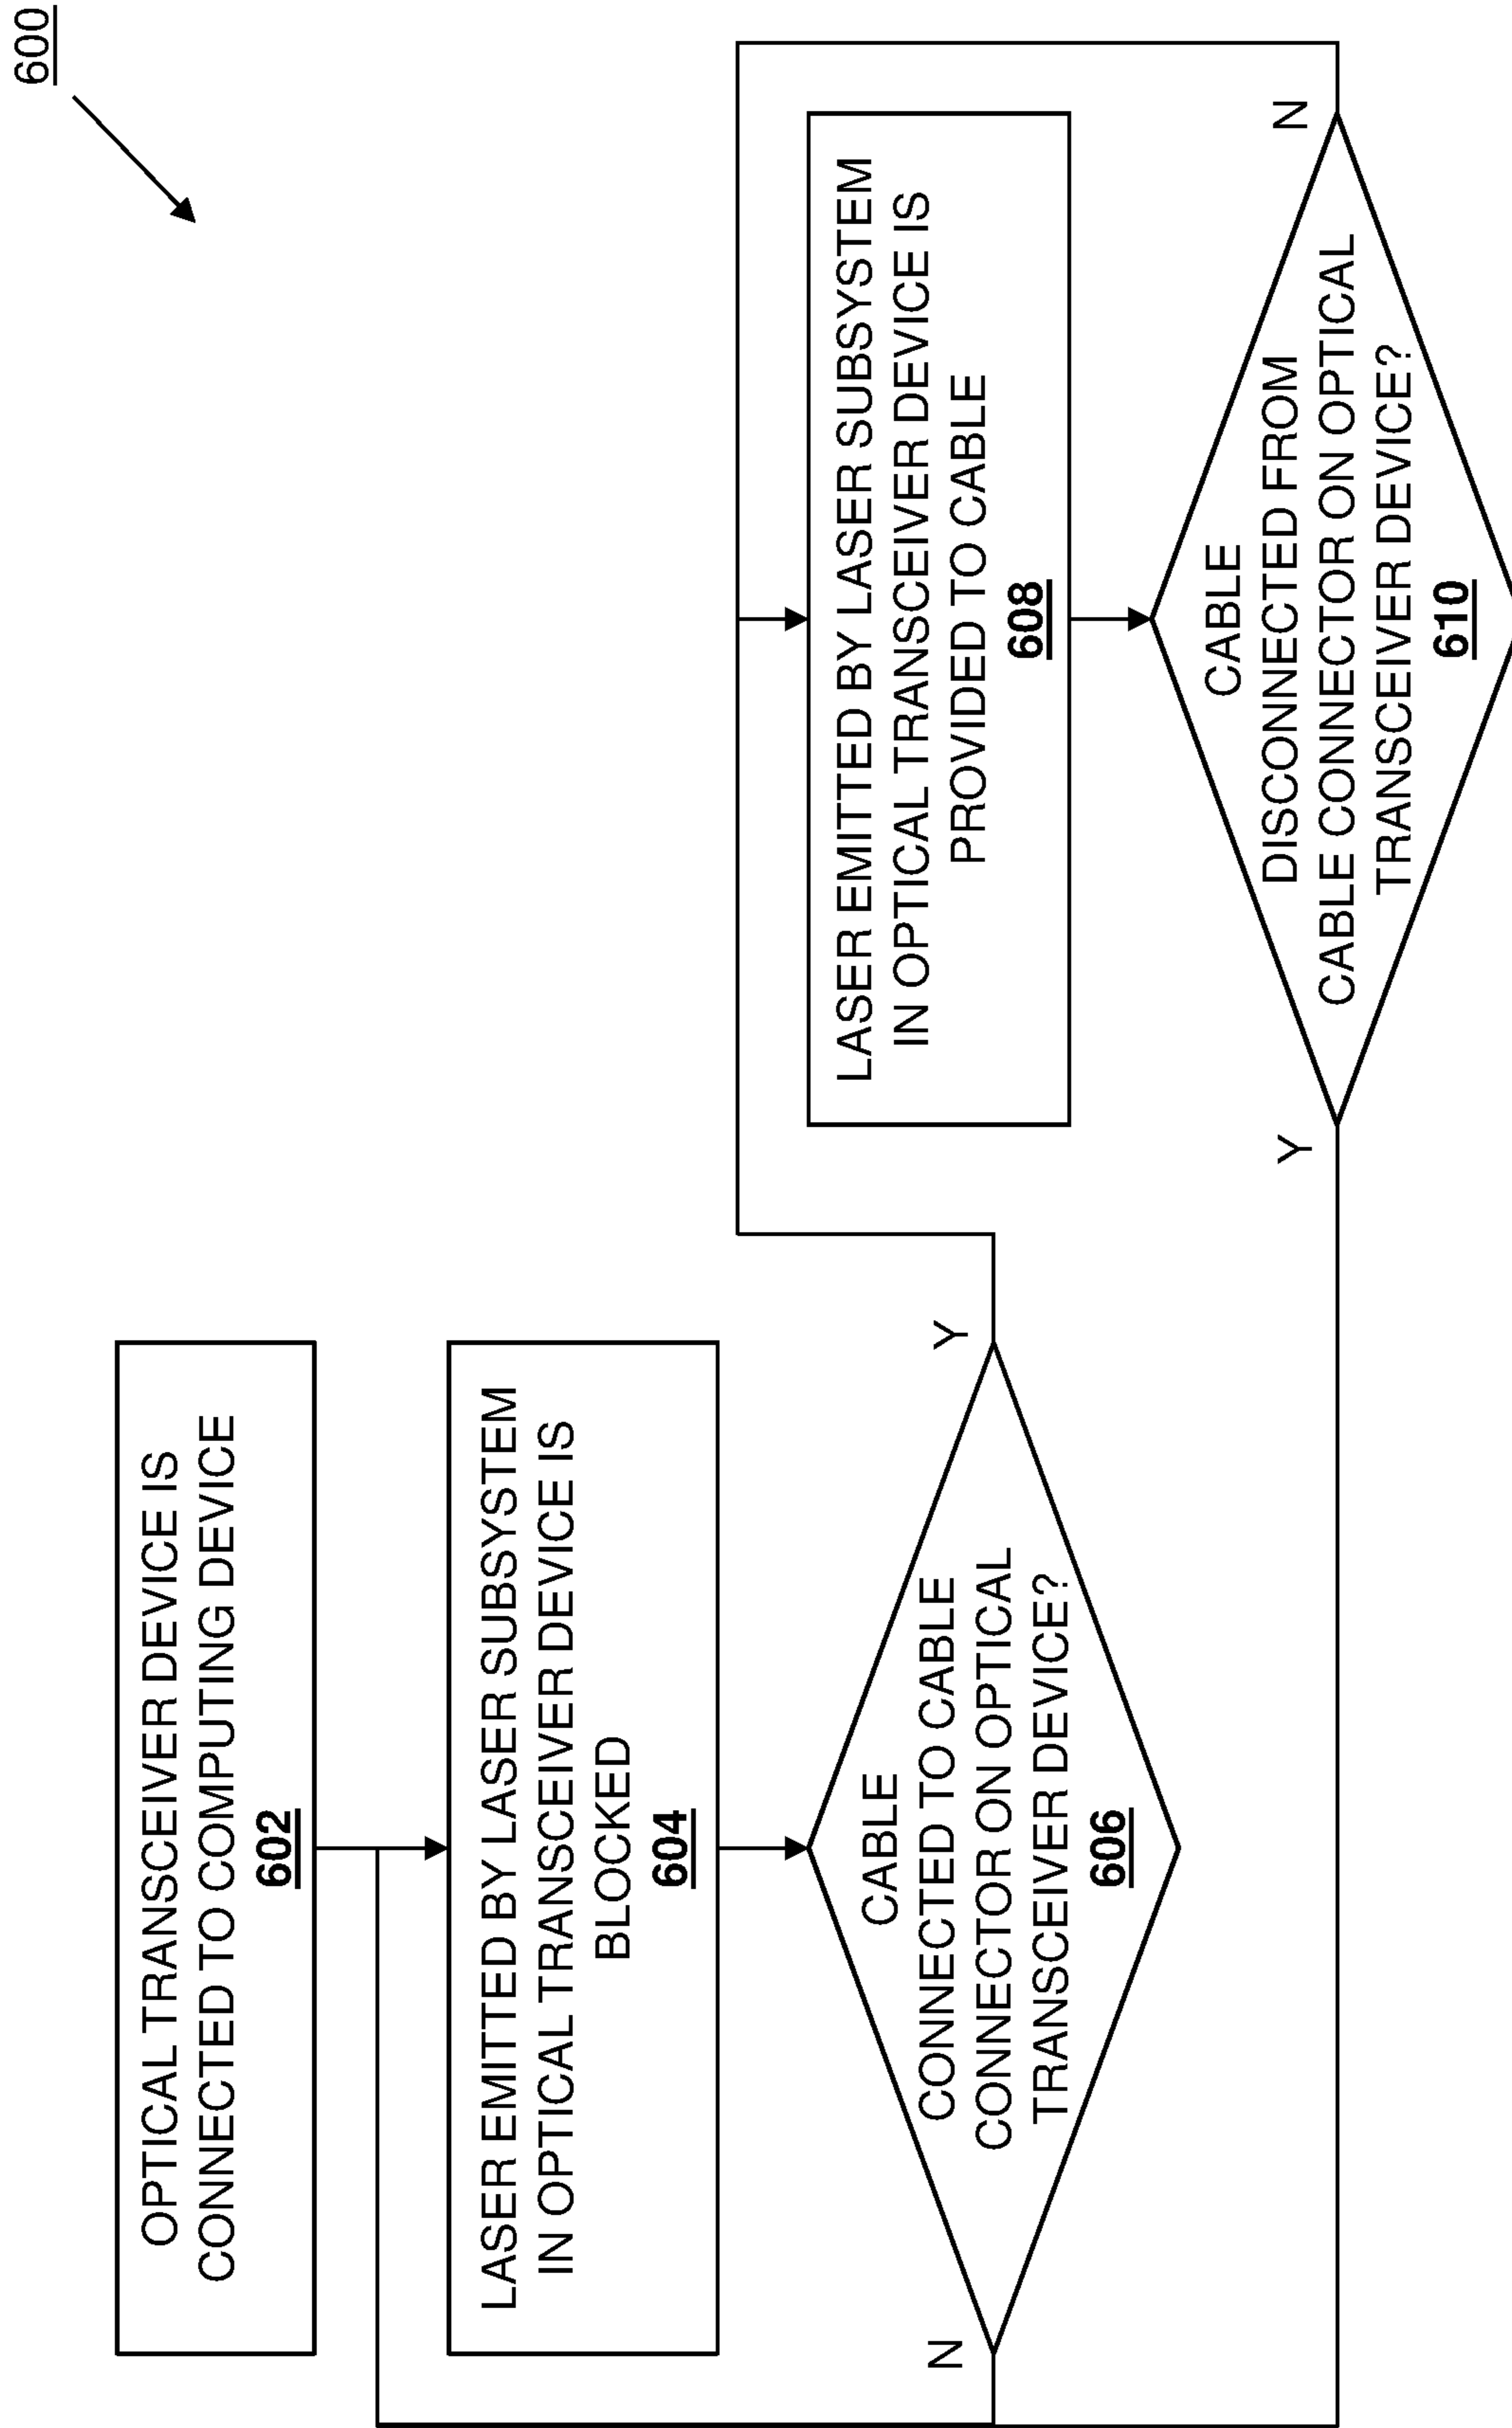 600
OPTICAL TRANSCEIVER DEVICE IS
CONNECTED TO COMPUTING DEVICE
602
LASER EMITTED BY LASER SUBSYSTEM
IN OPTICAL TRANSCEIVER DEVICE IS
BLOCKED
604
CABLE
CONNECTED TO CABLE
CONNECTOR ON OPTICAL
TRANSCEIVER DEVICE?
606
N
Y
LASER EMITTED BY LASER SUBSYSTEM
IN OPTICAL TRANSCEIVER DEVICE IS
PROVIDED TO CABLE
608
CABLE
DISCONNECTED FROM
CABLE CONNECTOR ON OPTICAL
TRANSCEIVER DEVICE?
610
Y
N